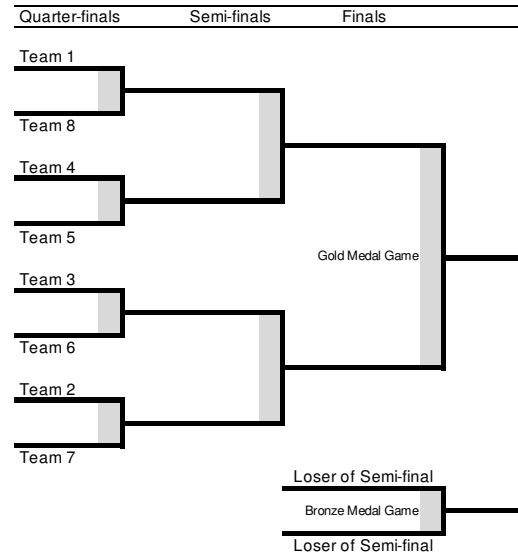 Quarter-finals Semi-finals Finals
Team 1
Team 8
Team 4
Team 5
Gold Medal Game
Team 3
Team 6
Team 2
Team 7
Loser of Semi-final
Bronze Medal Game
Loser of Semi-final